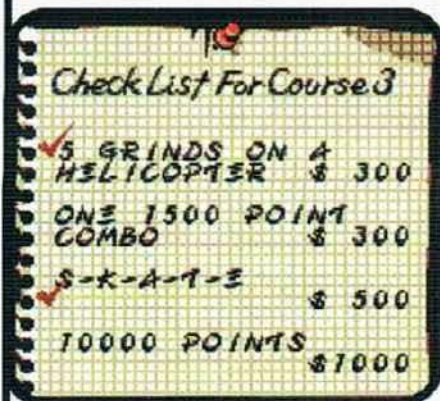 Check List For Course 3
5 GRINDS ON A
HELICOPTER $ 300
ONE 1500 POINT
COMBO $ 300
S-K-A-T-E
$ 500
10000 POINTS
$1000